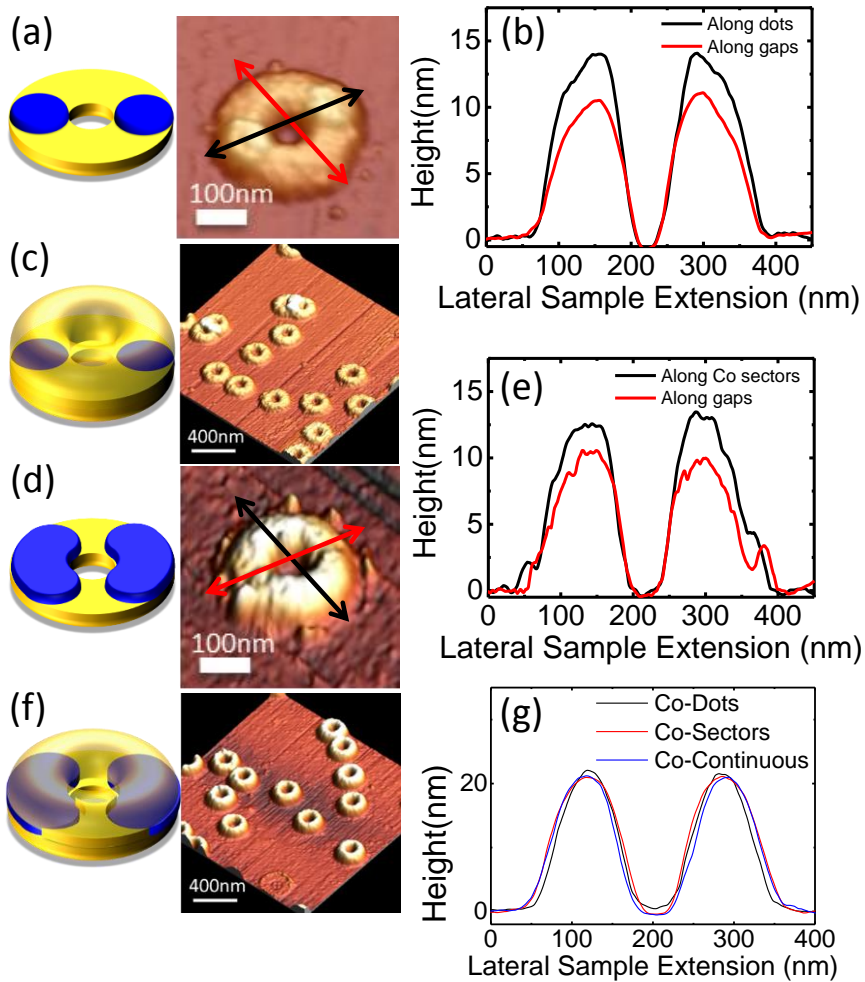 (a)
100nm
(b)
Along dots
Along gaps
Height(nm)
15
10
5
0
0 100 200 300 400
Lateral Sample Extension (nm)
(c)
400nm
(d)
100nm
(e)
Along Co sectors
Along gaps
Height(nm)
15
10
5
0
0 100 200 300 400
Lateral Sample Extension (nm)
(f)
400nm
(g)
Co-Dots
Co-Sectors
Co-Continuous
Height(nm)
20
0
0 100 200 300 400
Lateral Sample Extension (nm)